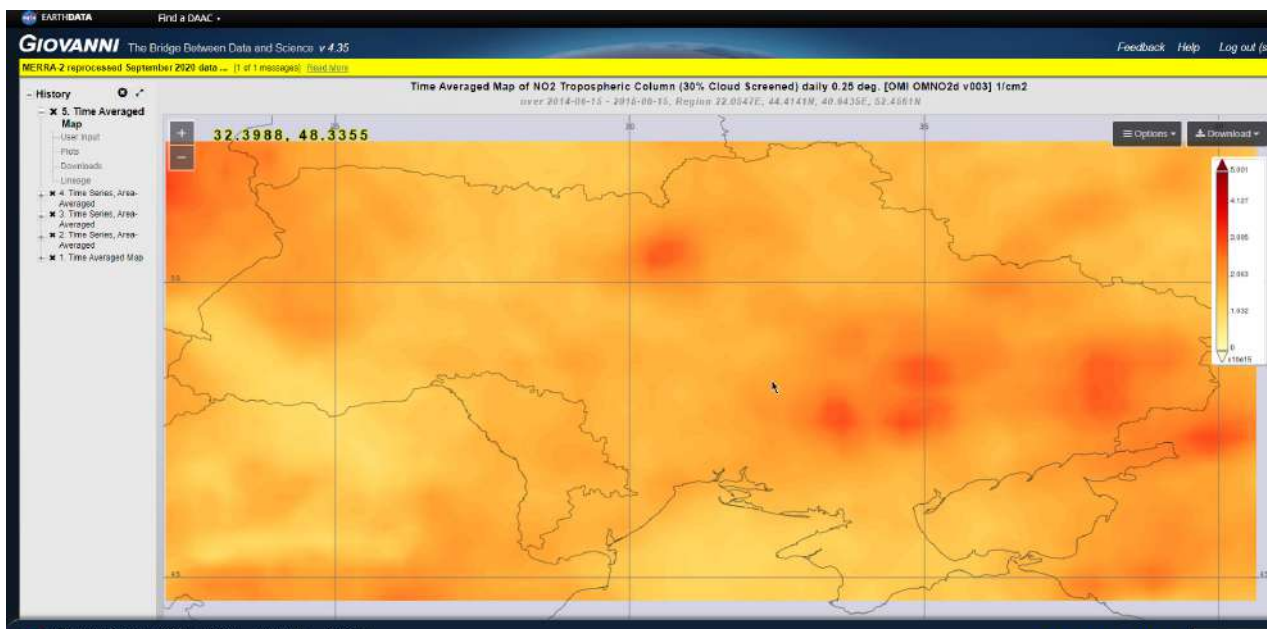 EARTHDATA Find a DAAC
GIOVANNI The Bridge Between Data and Science v 4.35 Feedback Help Log out (s
MERRA-2 reprocessed September 2020 data ... [1 of 1 messages] Read More
Time Averaged Map of NO2 Tropospheric Column (30% Cloud Screened) daily 0.25 deg. [OMI OMNO2d v003] 1/cm2
History
5. Time Averaged
Map
User Input
Plots
Downloads
Lineage
4. Time Series, Area-
Averaged
3. Time Series, Area-
Averaged
2. Time Series, Area-
Averaged
1. Time Averaged Map
+
−
32.3988, 48.3355
30
35
Options
Download
4.127
1.032
0
45